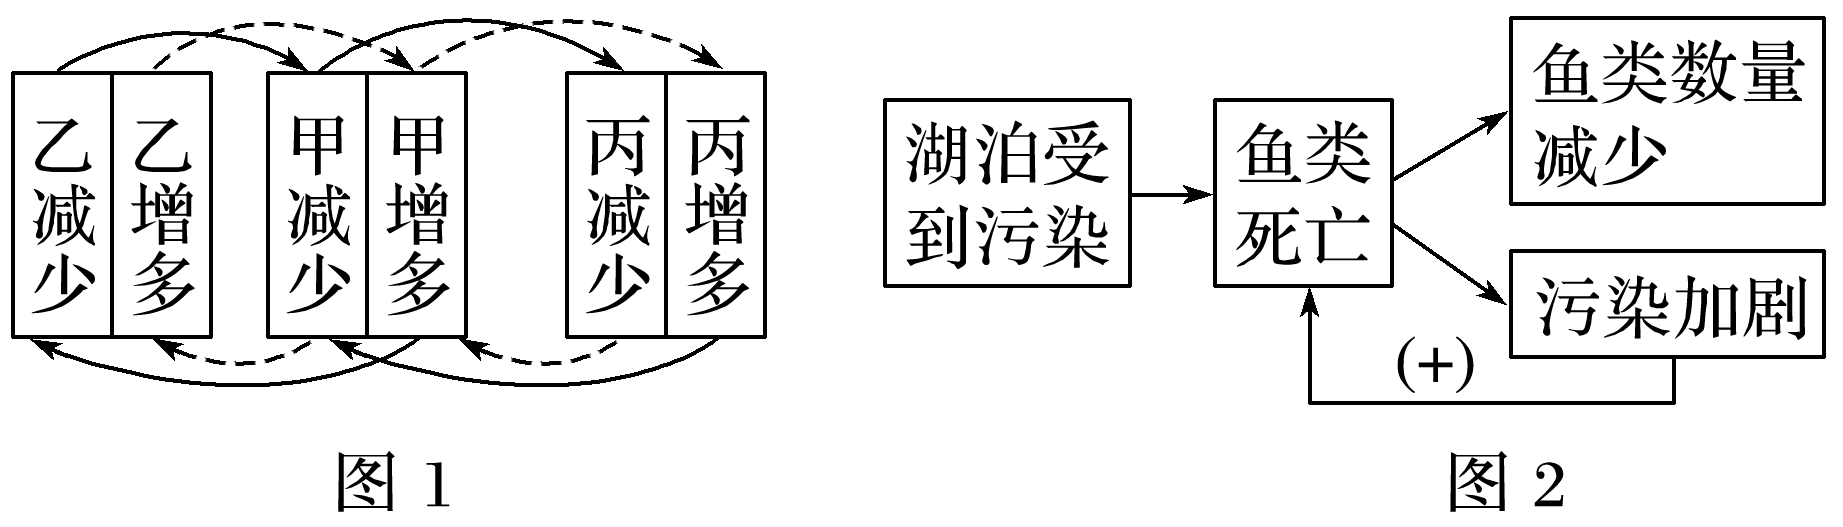 乙减少
乙增多
甲减少
甲增多
丙减少
丙增多
图 1
湖泊受
到污染
鱼类
死亡
鱼类数量
减少
污染加剧
(+)
图 2